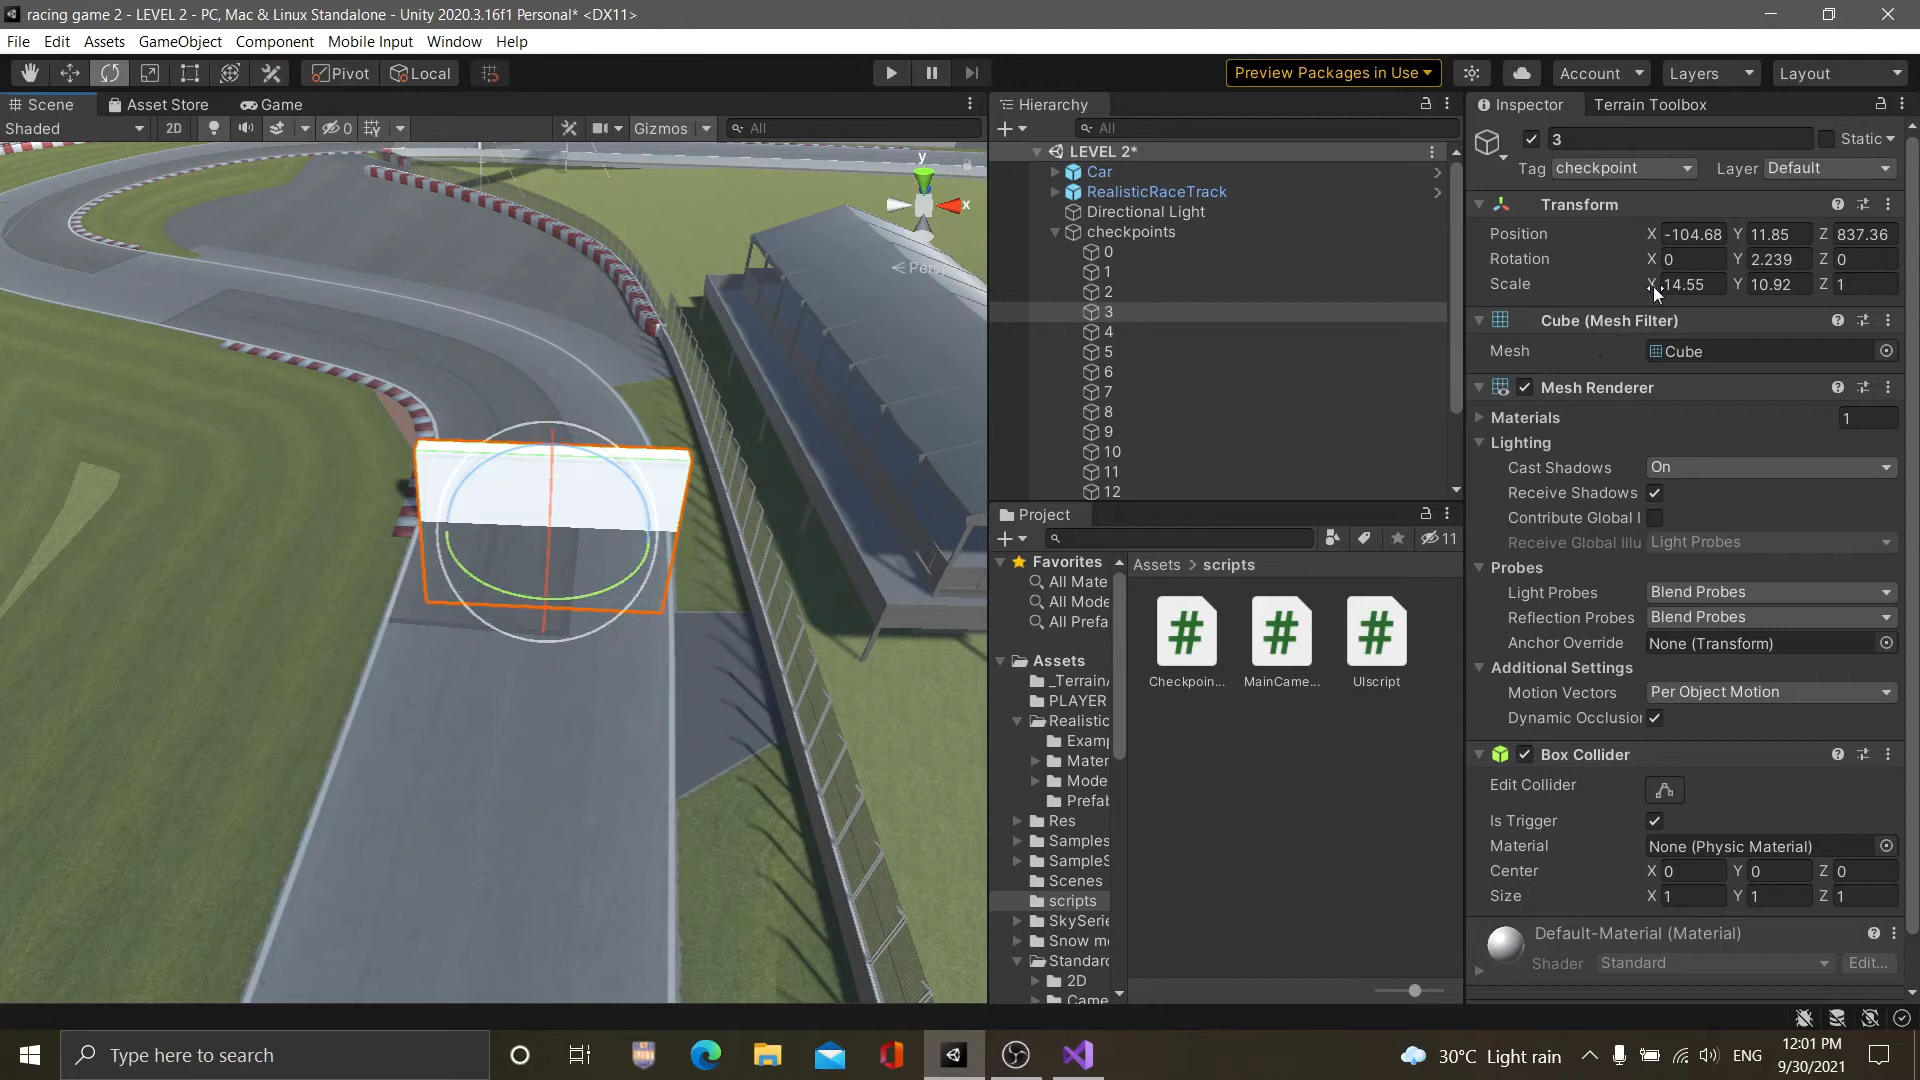 racing game 2 - LEVEL 2 - PC, Mac & Linux Standalone - Unity 2020.3.16f1 Personal* <DX11>
File Edit Assets GameObject Component Mobile Input Window Help
Pivot Local Preview Packages in Use Account Layers Layout
Scene Asset Store Game
Shaded 2D 0 Gizmos All
y
x
Hierarchy
All
LEVEL 2*
Car
RealisticRaceTrack
Directional Light
checkpoints
0
1
2
3
4
5
6
7
8
9
10
11
12
Project
11
Favorites
All Mate
All Mode
All Prefa
Assets
_Terrain
PLAYER
Realistic
Examp
Mater
Mode
Prefab
Res
Samples
SampleS
Scenes
scripts
SkySerie
Snow m
Standard
2D
Came
Assets > scripts
Checkpoin...
MainCame...
UIscript
Inspector Terrain Toolbox
3 Static
Tag checkpoint Layer Default
Transform
Position X -104.68 Y 11.85 Z 837.36
Rotation X 0 Y 2.239 Z 0
Scale X 14.55 Y 10.92 Z 1
Cube (Mesh Filter)
Mesh Cube
Mesh Renderer
Materials 1
Lighting
Cast Shadows On
Receive Shadows
Contribute Global I
Receive Global Illu Light Probes
Probes
Light Probes Blend Probes
Reflection Probes Blend Probes
Anchor Override None (Transform)
Additional Settings
Motion Vectors Per Object Motion
Dynamic Occlusion
Box Collider
Edit Collider
Is Trigger
Material None (Physic Material)
Center X 0 Y 0 Z 0
Size X 1 Y 1 Z 1
Default-Material (Material)
Shader Standard Edit...
Type here to search
30°C Light rain
ENG
12:01 PM
9/30/2021